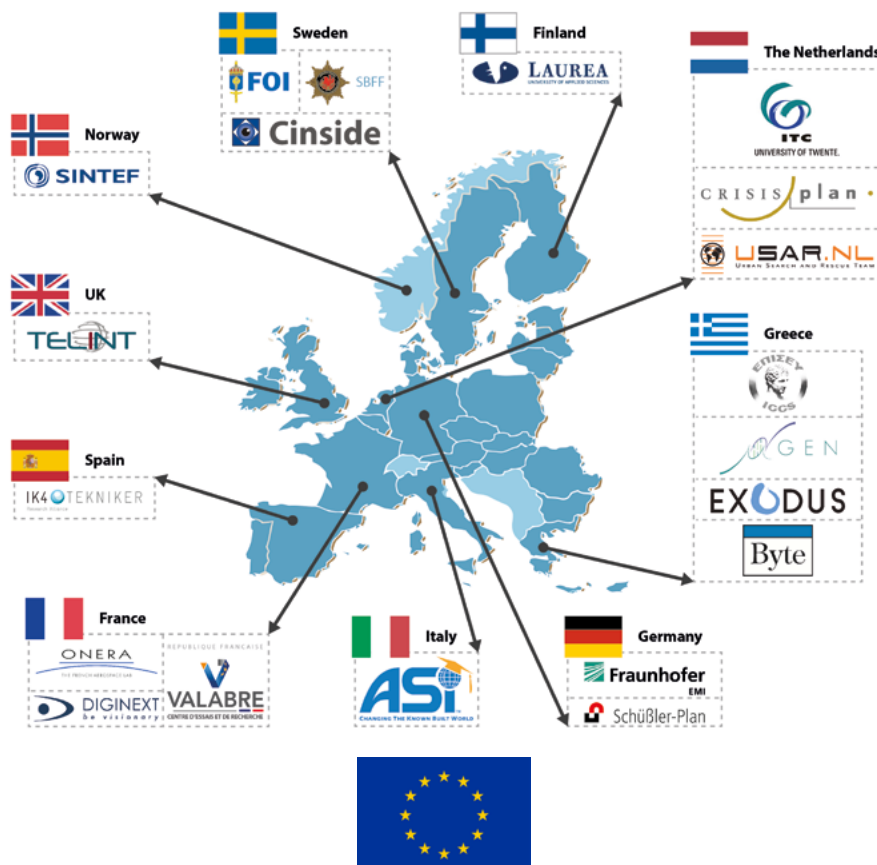 Sweden
FOI
SBFF
Cinside
Finland
LAUREA
UNIVERSITY OF APPLIED SCIENCES
The Netherlands
ITC
UNIVERSITY OF TWENTE.
CRISIS plan
USAR.NL
URBAN SEARCH AND RESCUE TEAM
Norway
SINTEF
UK
TELINT
Greece
ΕΠΙΣΕΥ
ICCS
GEN
EXODUS
Byte
Spain
IK4 TEKNIKER
Research Alliance
France
ONERA
THE FRENCH AEROSPACE LAB
DIGINEXT
be visionary
REPUBLIQUE FRANÇAISE
VALABRE
CENTRE D'ESSAIS ET DE RECHERCHE
Italy
ASi
CHANGING THE KNOWN BUILT WORLD
Germany
Fraunhofer
EMI
Schüßler-Plan